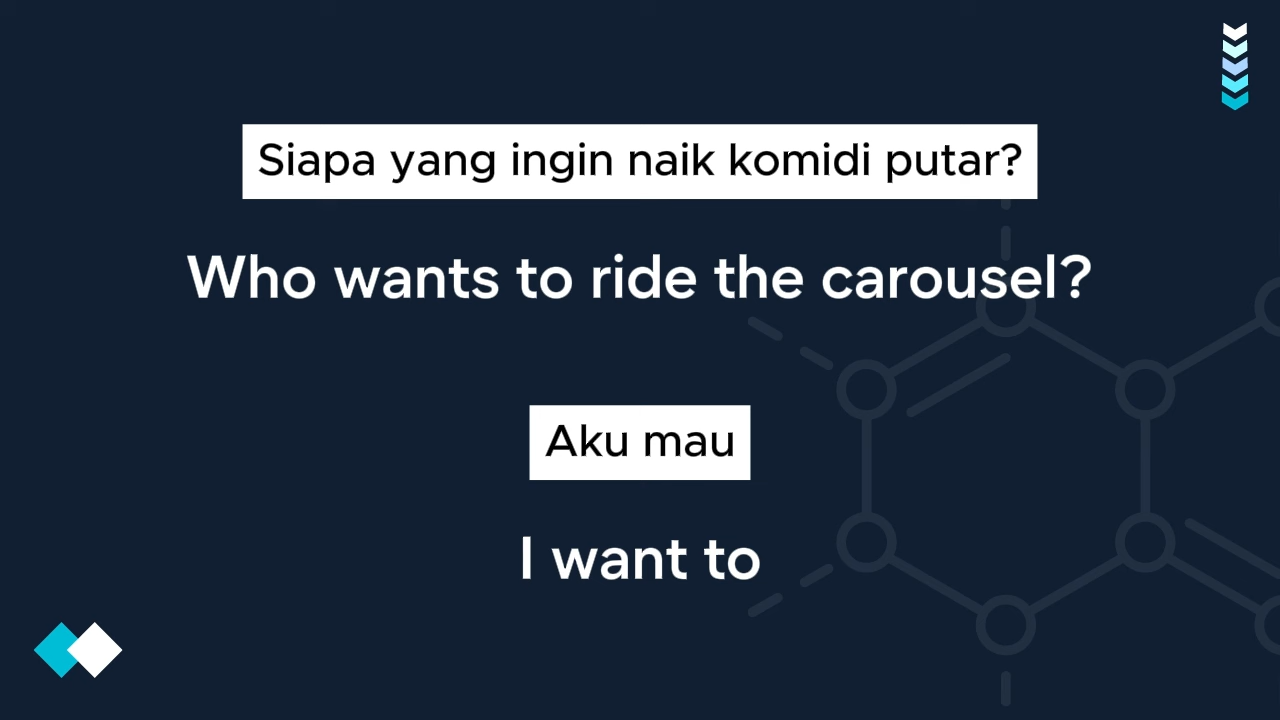 Siapa yang ingin naik komidi putar?
Who wants to ride the carousel?
Aku mau
I want to